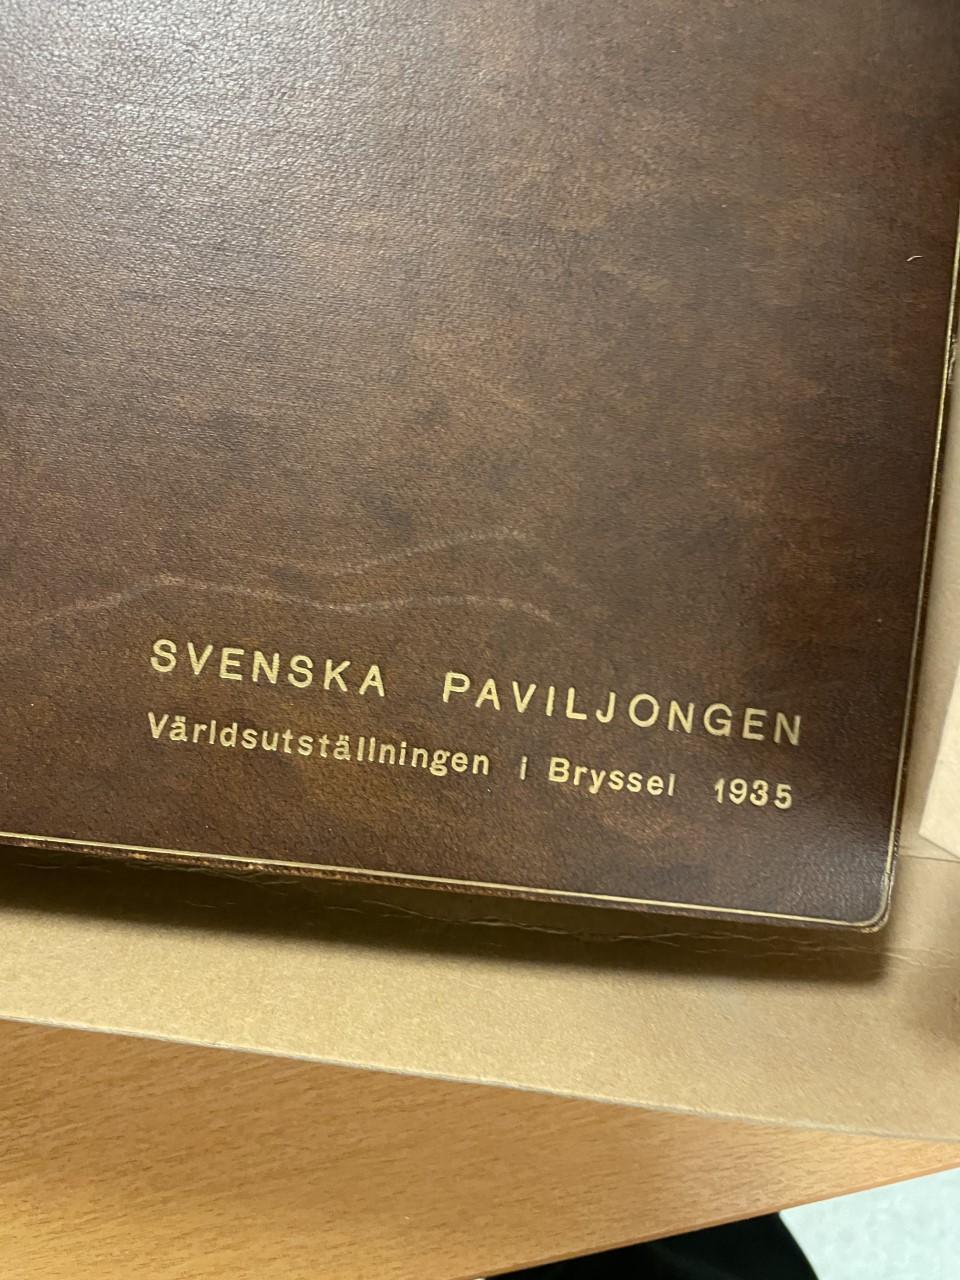 SVENSKA PAVILJONGEN
Världsutställningen i Bryssel 1935